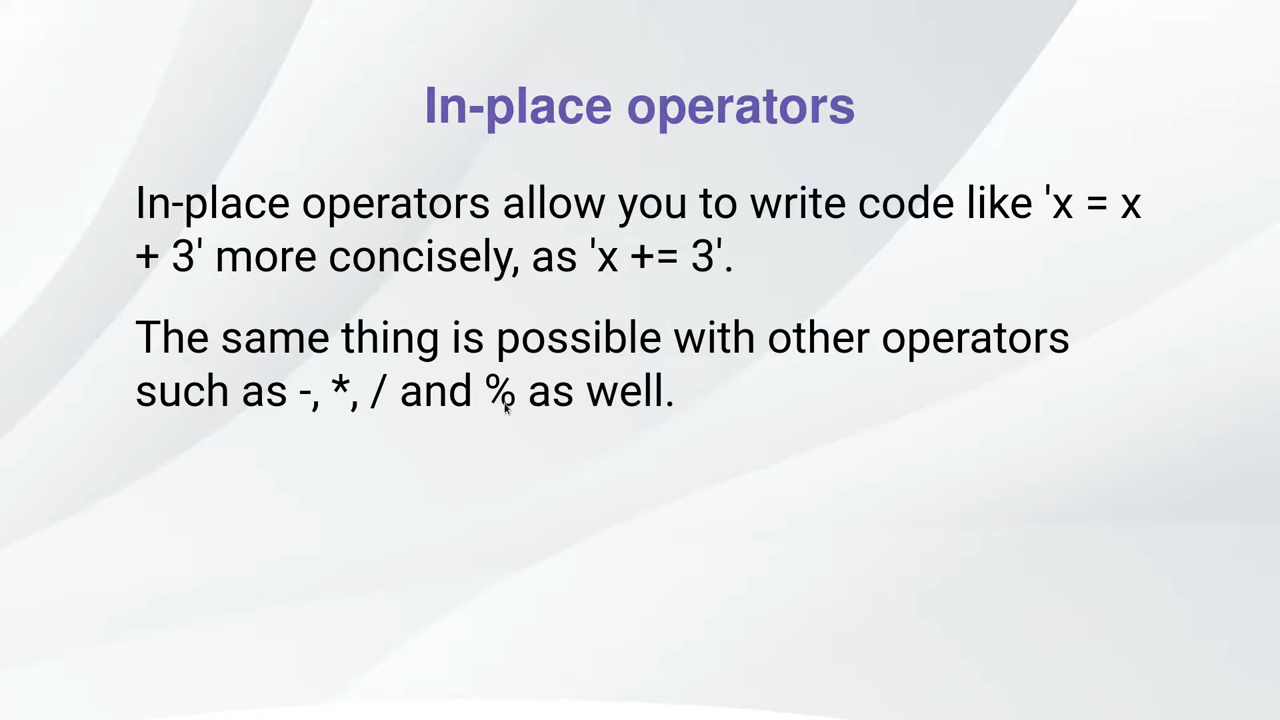 In-place operators
In-place operators allow you to write code like 'x = x
+ 3' more concisely, as 'x += 3'.
The same thing is possible with other operators
such as -, *, / and % as well.